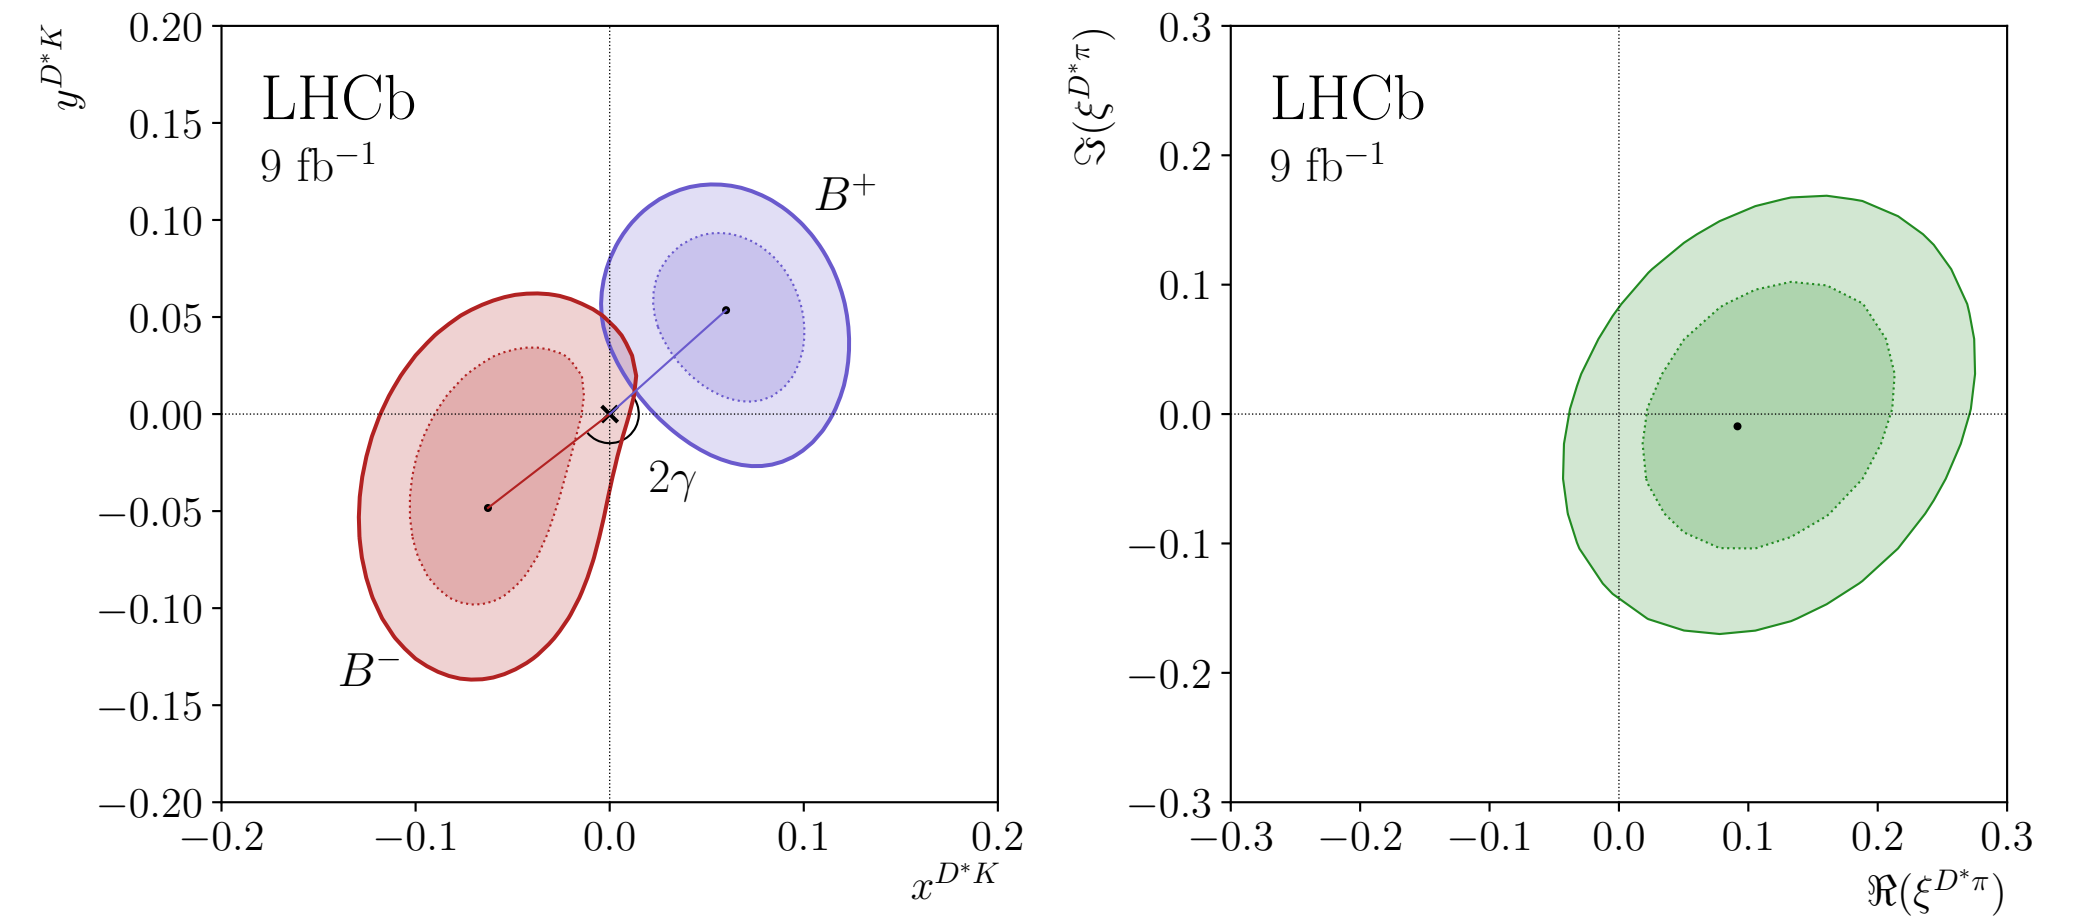 y^{D*K}
0.20
0.15
0.10
0.05
0.00
−0.05
−0.10
−0.15
−0.20
LHCb
9 fb⁻¹
B⁺
2γ
B⁻
−0.2 −0.1 0.0 0.1 0.2
x^{D*K}
ℑ(ξ^{D*π})
0.3
0.2
0.1
0.0
−0.1
−0.2
−0.3
LHCb
9 fb⁻¹
−0.3 −0.2 −0.1 0.0 0.1 0.2 0.3
ℜ(ξ^{D*π})